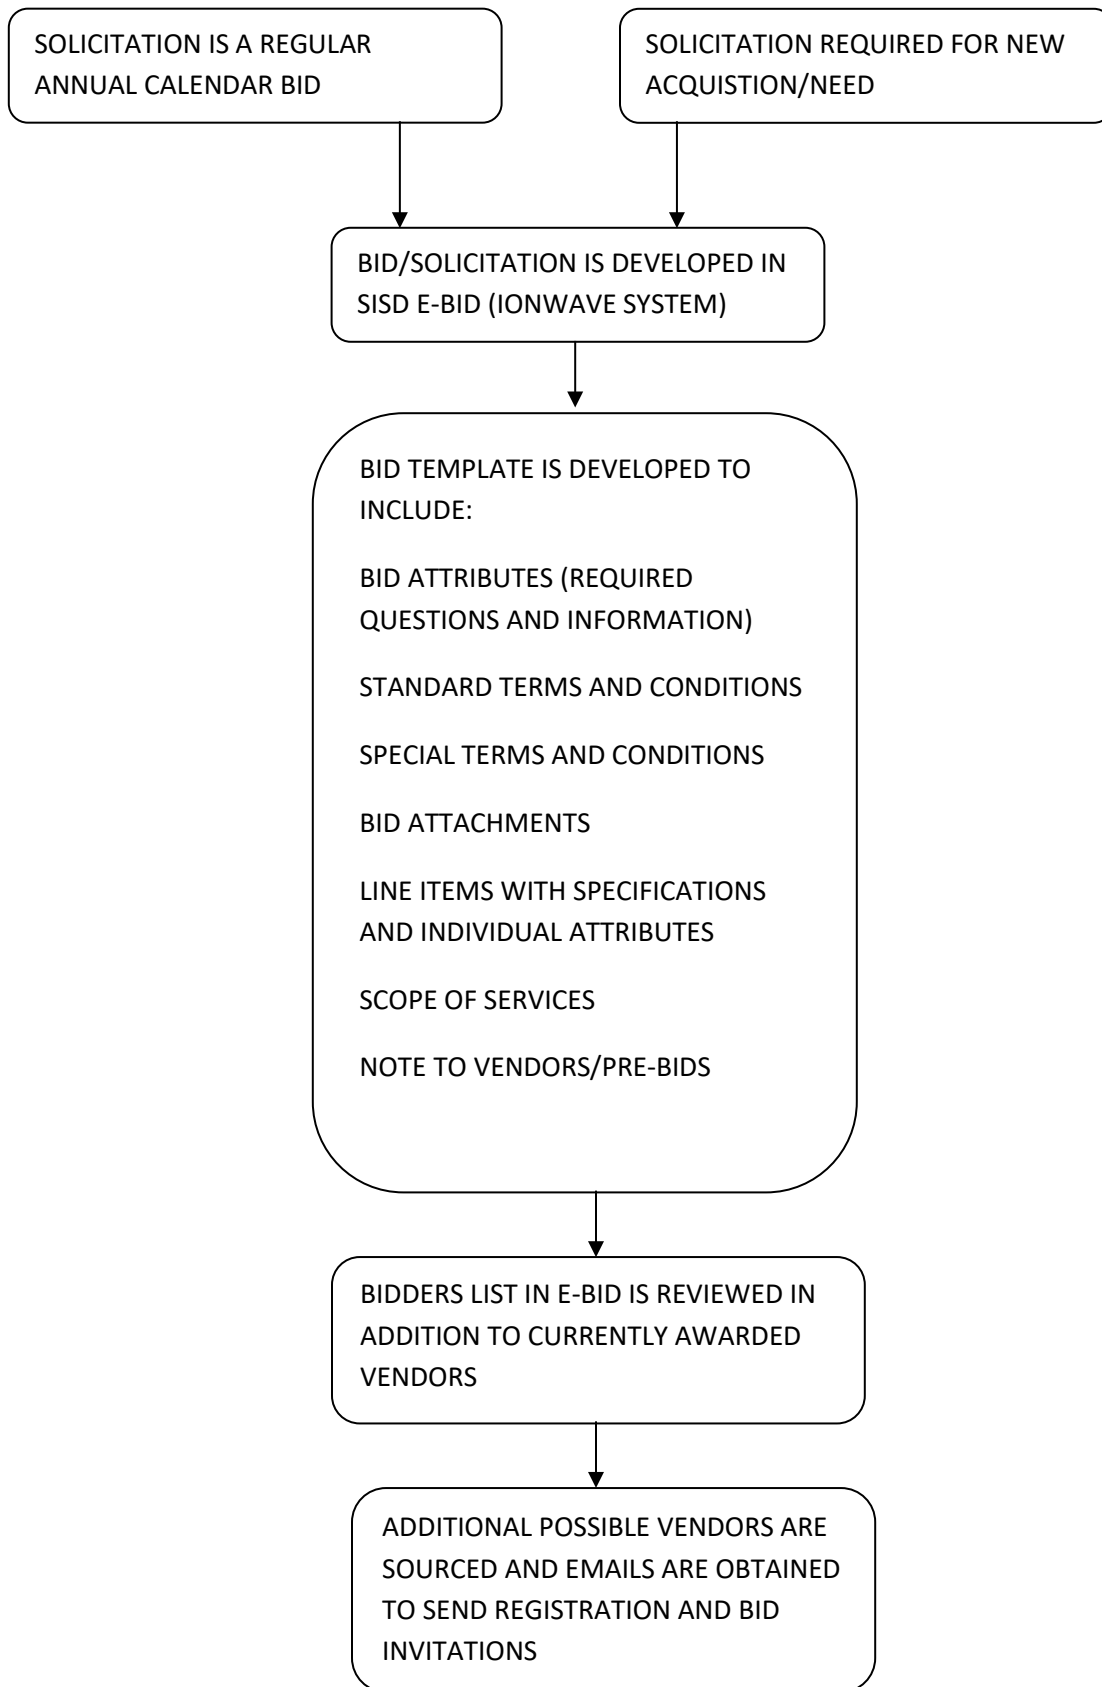 SOLICITATION IS A REGULAR
ANNUAL CALENDAR BID
SOLICITATION REQUIRED FOR NEW
ACQUISTION/NEED
BID/SOLICITATION IS DEVELOPED IN
SISD E-BID (IONWAVE SYSTEM)
BID TEMPLATE IS DEVELOPED TO
INCLUDE:
BID ATTRIBUTES (REQUIRED
QUESTIONS AND INFORMATION)
STANDARD TERMS AND CONDITIONS
SPECIAL TERMS AND CONDITIONS
BID ATTACHMENTS
LINE ITEMS WITH SPECIFICATIONS
AND INDIVIDUAL ATTRIBUTES
SCOPE OF SERVICES
NOTE TO VENDORS/PRE-BIDS
BIDDERS LIST IN E-BID IS REVIEWED IN
ADDITION TO CURRENTLY AWARDED
VENDORS
ADDITIONAL POSSIBLE VENDORS ARE
SOURCED AND EMAILS ARE OBTAINED
TO SEND REGISTRATION AND BID
INVITATIONS